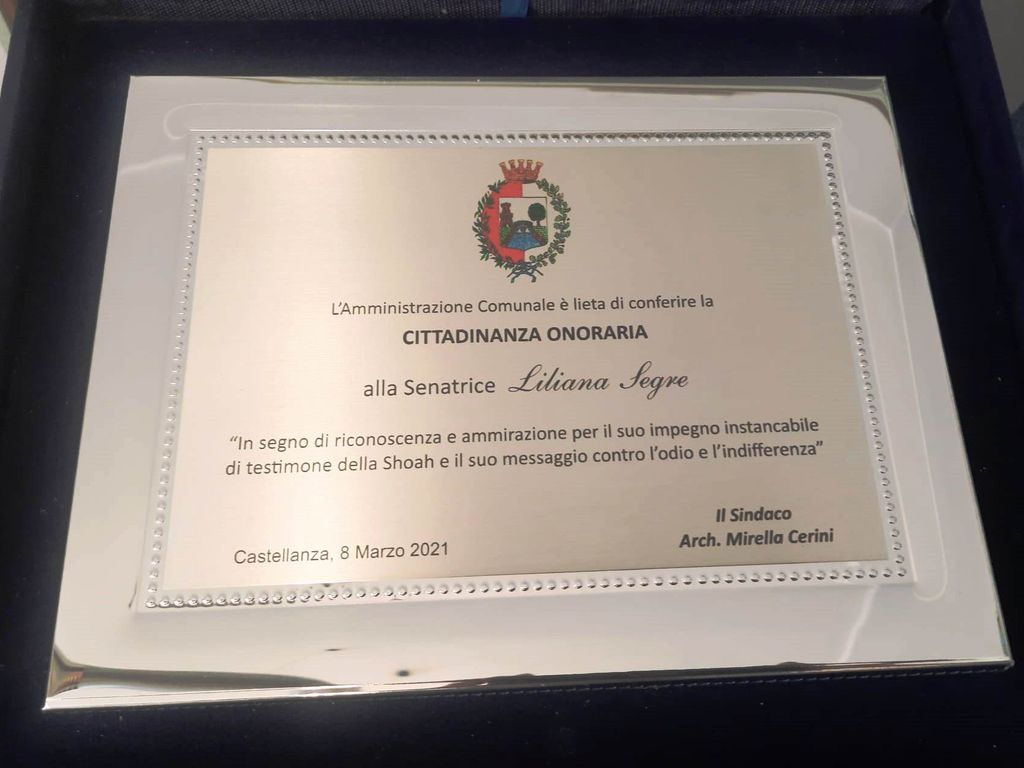 L'Amministrazione Comunale è lieta di conferire la
CITTADINANZA ONORARIA
alla Senatrice Liliana Segre
“In segno di riconoscenza e ammirazione per il suo impegno instancabile
di testimone della Shoah e il suo messaggio contro l'odio e l'indifferenza”
Il Sindaco
Arch. Mirella Cerini
Castellanza, 8 Marzo 2021